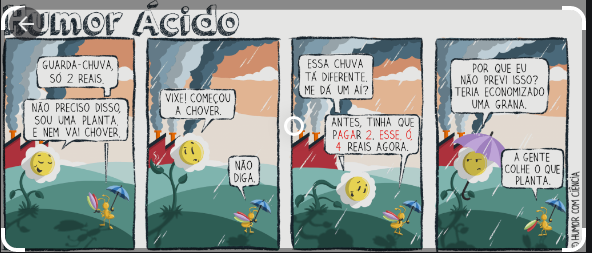 Humor Ácido
GUARDA-CHUVA,
SÓ 2 REAIS.
NÃO PRECISO DISSO,
SOU UMA PLANTA,
E NEM VAI CHOVER.
VIXE! COMEÇOU
A CHOVER.
NÃO
DIGA.
ESSA CHUVA
TÁ DIFERENTE.
ME DÁ UM AÍ?
ANTES, TINHA QUE
PAGAR 2. ESSE, Ó,
4 REAIS AGORA.
POR QUE EU
NÃO PREVI ISSO?
TERIA ECONOMIZADO
UMA GRANA.
A GENTE
COLHE O QUE
PLANTA.
HUMOR COM CIÊNCIA